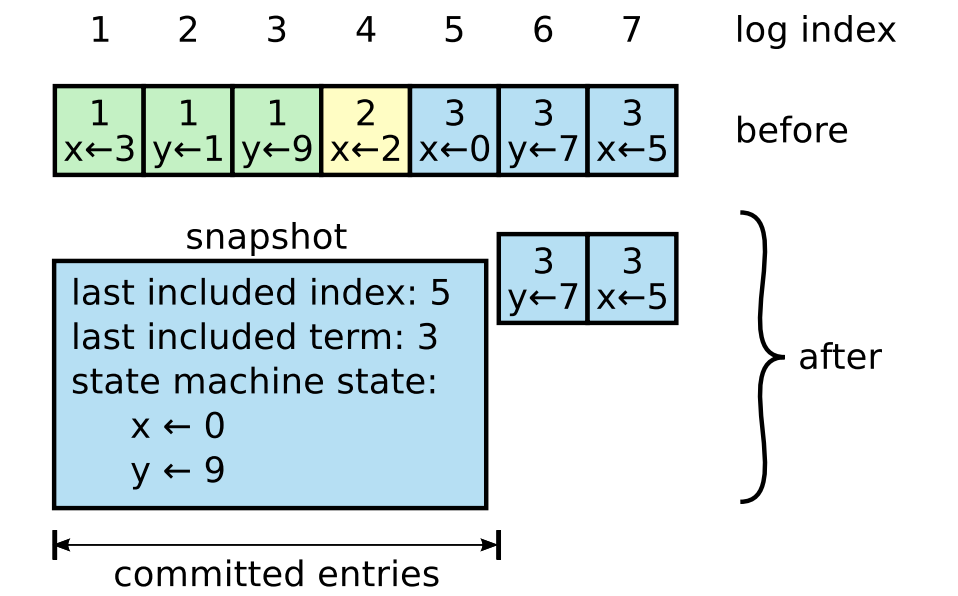 1 2 3 4 5 6 7 log index
1 1 1 2 3 3 3
x←3 y←1 y←9 x←2 x←0 y←7 x←5
before
snapshot
last included index: 5
last included term: 3
state machine state:
x ← 0
y ← 9
3 3
y←7 x←5
after
committed entries